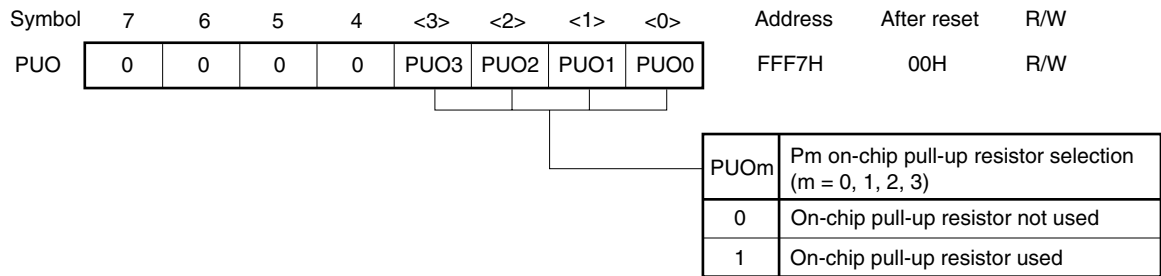 Symbol 7 6 5 4 <3> <2> <1> <0> Address After reset R/W
PUO 0 0 0 0 PUO3 PUO2 PUO1 PUO0 FFF7H 00H R/W
PUOm Pm on-chip pull-up resistor selection
(m = 0, 1, 2, 3)
0 On-chip pull-up resistor not used
1 On-chip pull-up resistor used